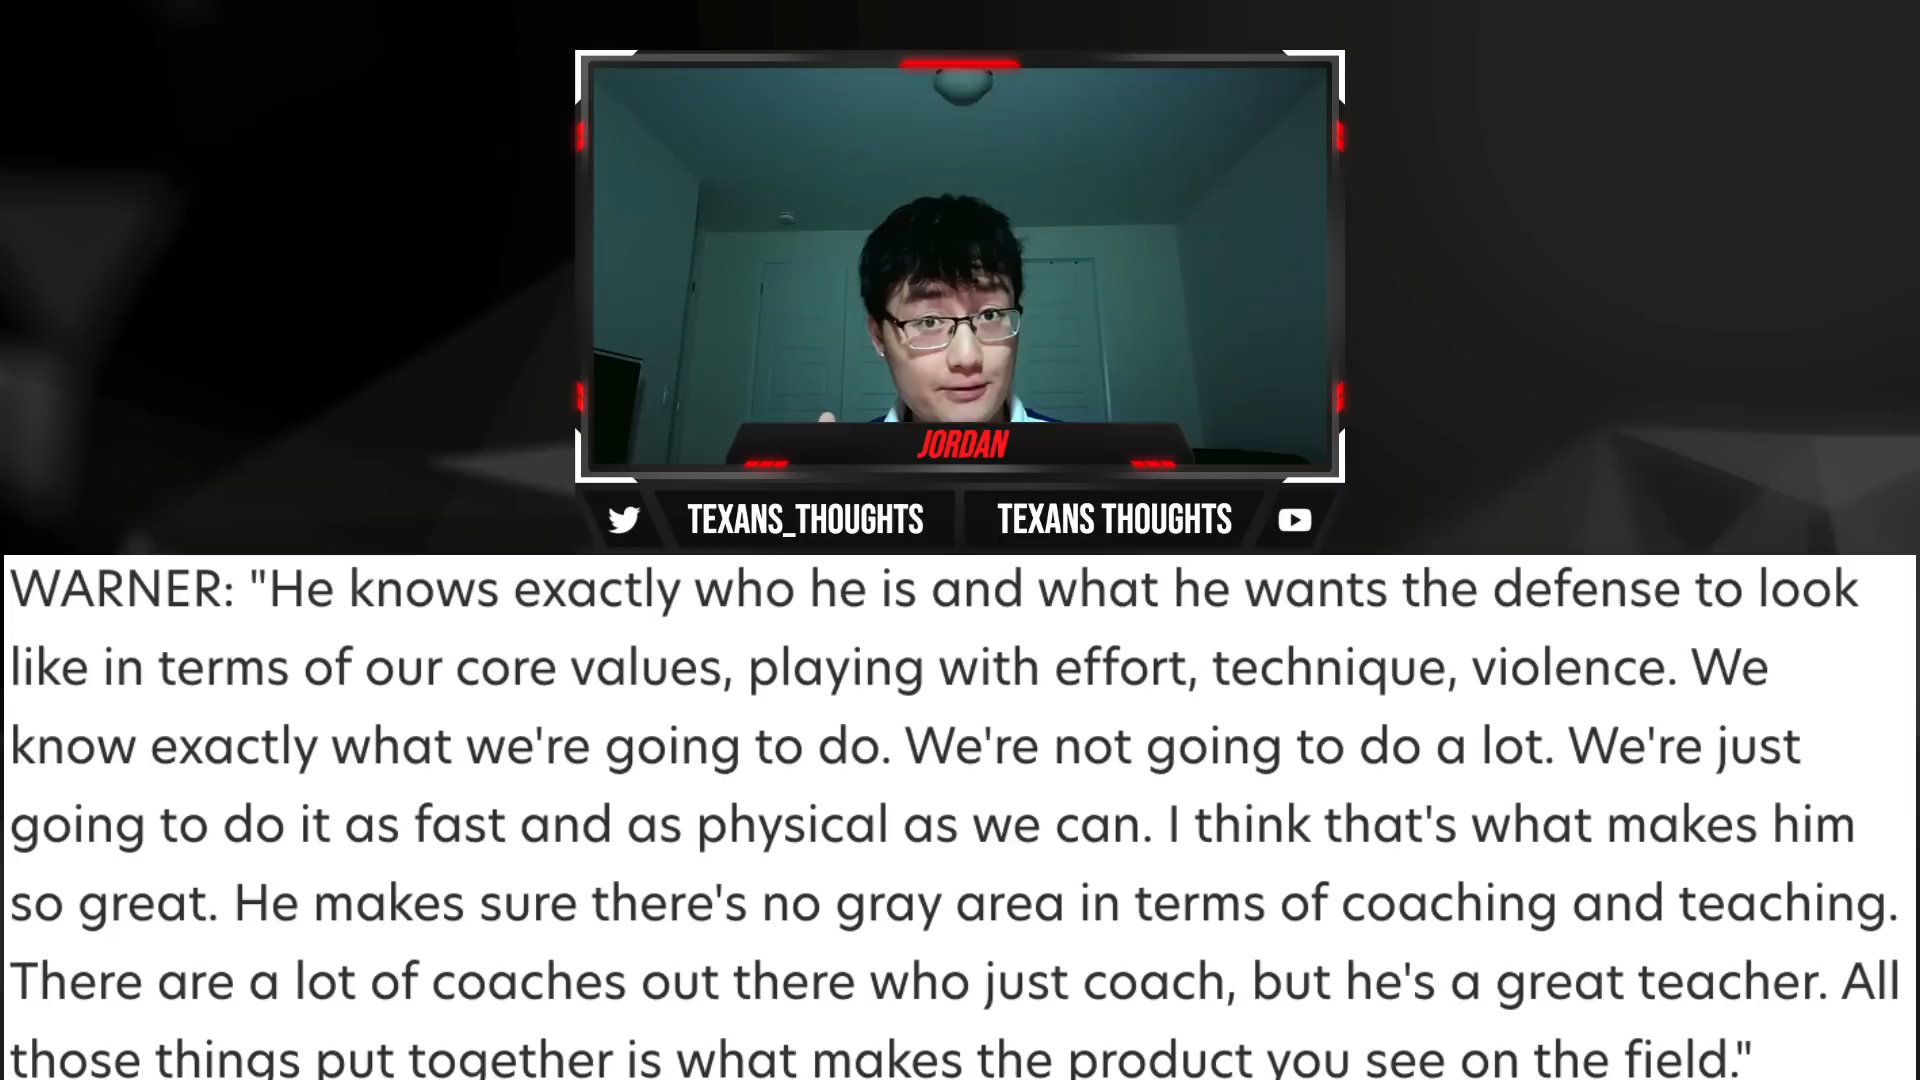 JORDAN
TEXANS_THOUGHTS TEXANS THOUGHTS
WARNER: "He knows exactly who he is and what he wants the defense to look
like in terms of our core values, playing with effort, technique, violence. We
know exactly what we're going to do. We're not going to do a lot. We're just
going to do it as fast and as physical as we can. I think that's what makes him
so great. He makes sure there's no gray area in terms of coaching and teaching.
There are a lot of coaches out there who just coach, but he's a great teacher. All
those things put together is what makes the product you see on the field."